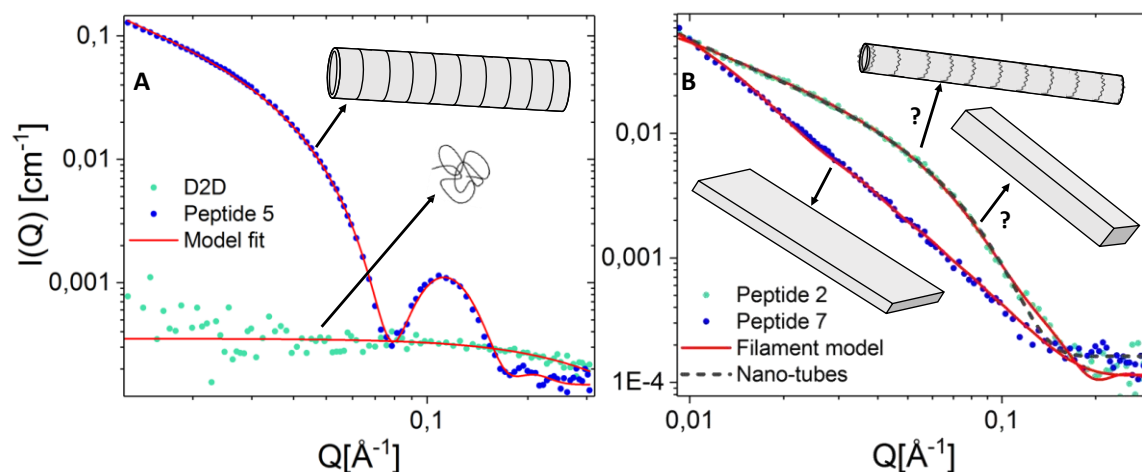 A
0,1
0,01
0,001
I(Q) [cm⁻¹]
D2D
Peptide 5
Model fit
0,1
Q[Å⁻¹]
B
?
?
0,01
0,001
1E-4
Peptide 2
Peptide 7
Filament model
Nano-tubes
0,01
0,1
Q[Å⁻¹]